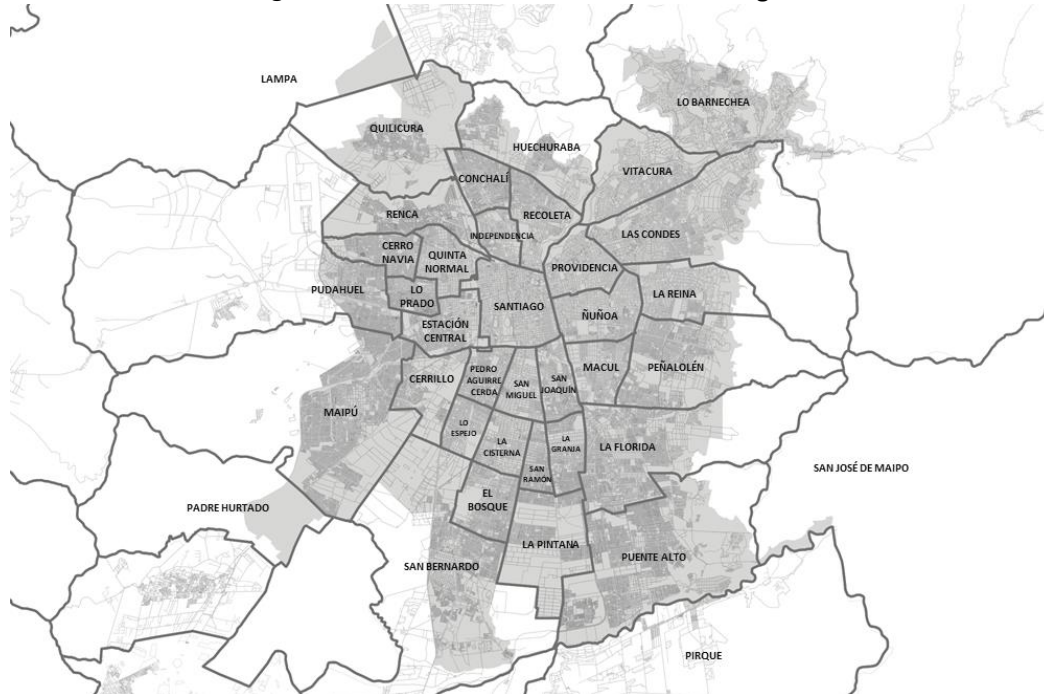 LAMPA
LO BARNECHEA
QUILICURA
HUECHURABA
VITACURA
CONCHALÍ
RENCA
RECOLETA
INDEPENDENCIA
LAS CONDES
CERRO
NAVIA
QUINTA
NORMAL
PROVIDENCIA
PUDAHUEL
LO
PRADO
LA REINA
SANTIAGO
ÑUÑOA
ESTACIÓN
CENTRAL
CERRILLO
PEDRO
AGUIRRE
CERDA
SAN
MIGUEL
SAN
JOAQUÍN
MACUL
PEÑALOLÉN
MAIPÚ
LO
ESPEJO
LA
CISTERNA
LA
GRANJA
LA FLORIDA
SAN
RAMÓN
SAN JOSÉ DE MAIPO
EL
BOSQUE
PADRE HURTADO
LA PINTANA
PUENTE ALTO
SAN BERNARDO
PIRQUE